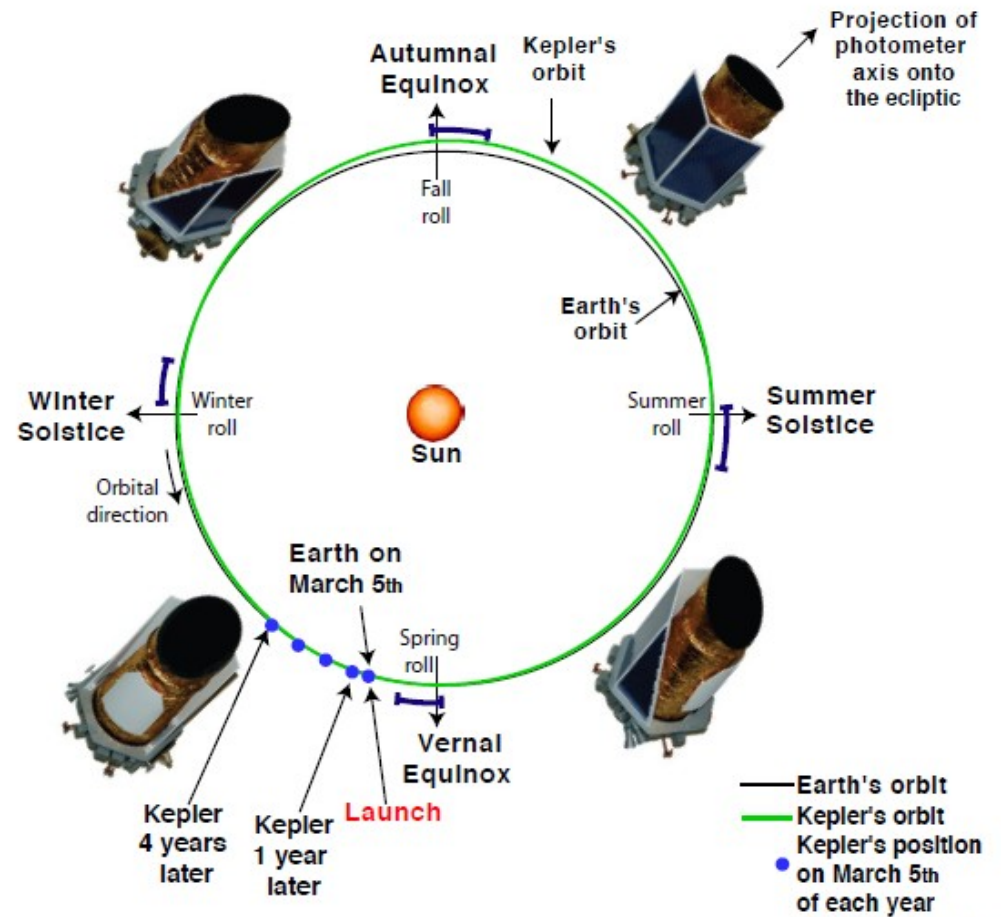 Projection of
photometer
axis onto
the ecliptic
Autumnal
Equinox
Kepler's
orbit
Fall
roll
Earth's
orbit
Winter
Solstice
Winter
roll
Sun
Summer
roll
Summer
Solstice
Orbital
direction
Earth on
March 5th
Spring
roll
Vernal
Equinox
Kepler
4 years
later
Kepler
1 year
later
Launch
Earth's orbit
Kepler's orbit
Kepler's position
on March 5th
of each year